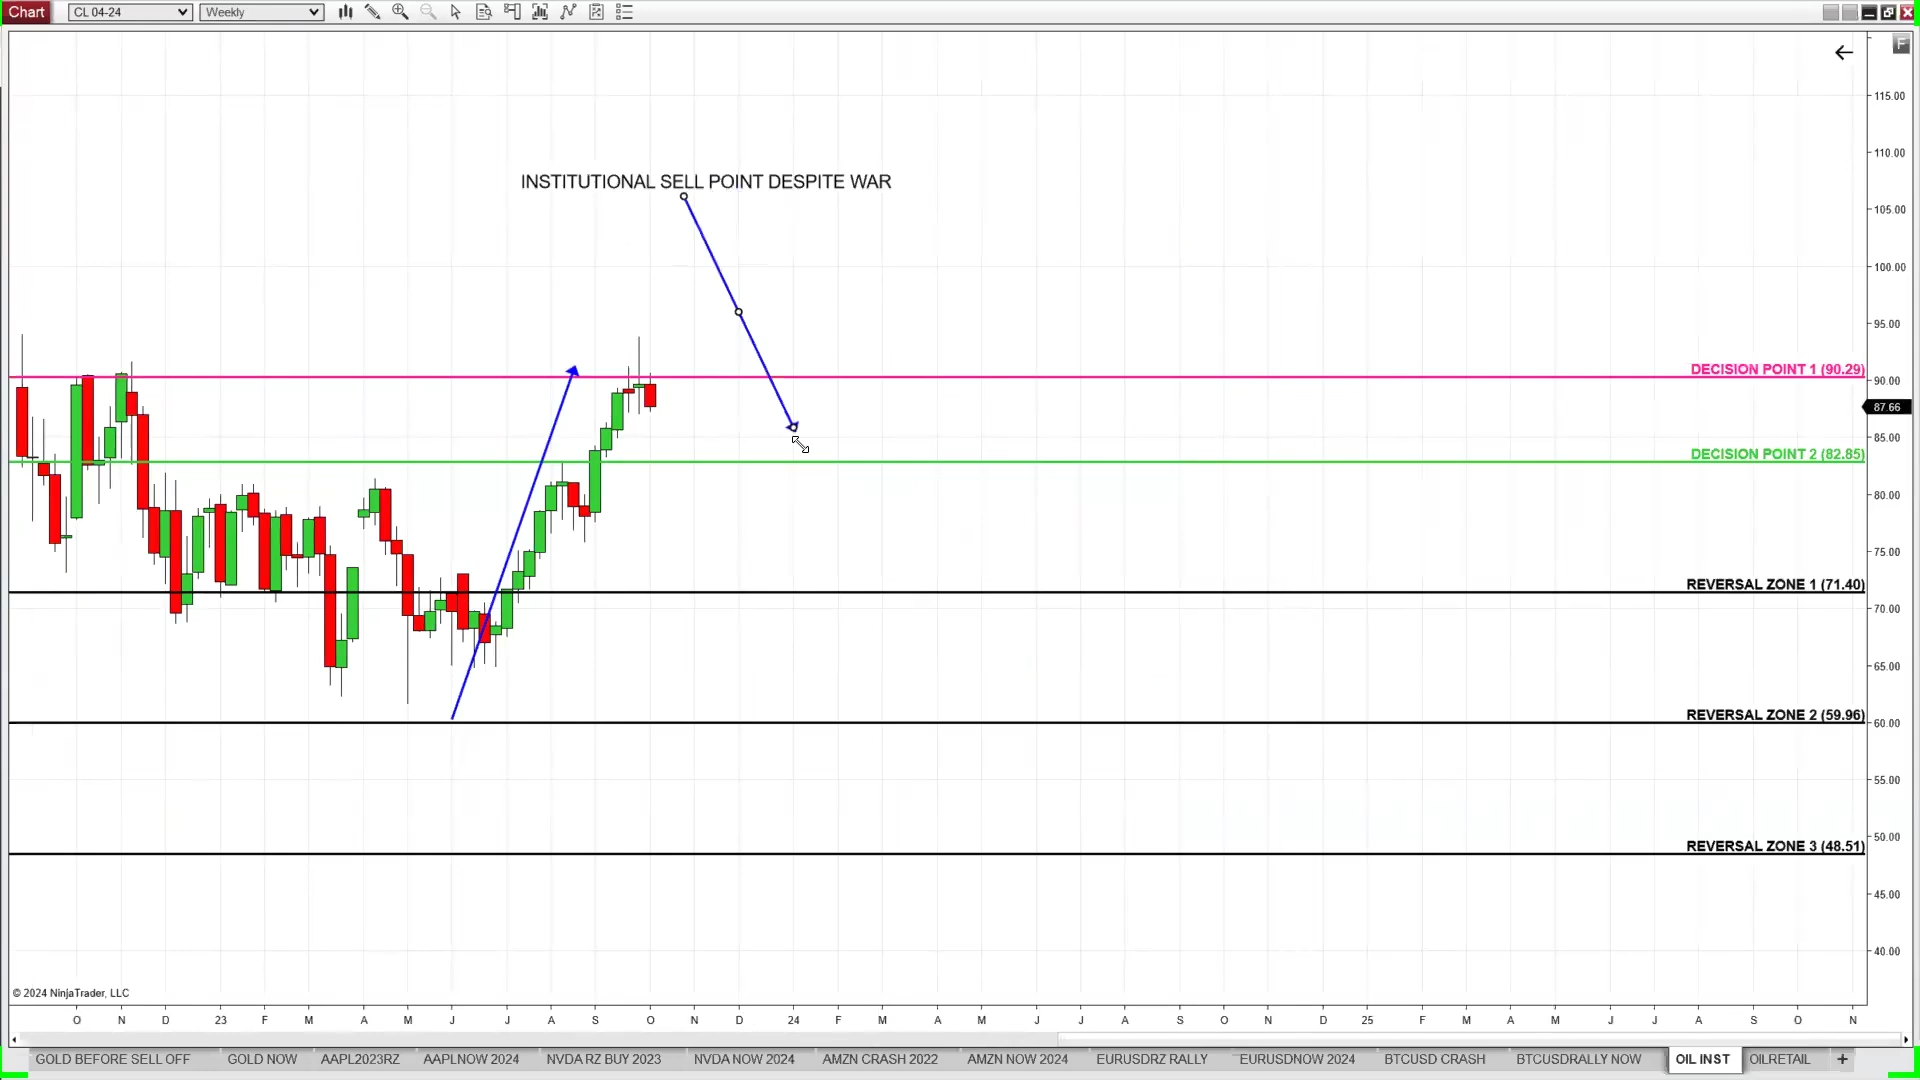 Chart CL 04-24 Weekly
F
115.00
110.00
INSTITUTIONAL SELL POINT DESPITE WAR
105.00
100.00
95.00
DECISION POINT 1 (90.29)
90.00
87.66
85.00
DECISION POINT 2 (82.85)
80.00
75.00
REVERSAL ZONE 1 (71.40)
70.00
65.00
REVERSAL ZONE 2 (59.96)
60.00
55.00
50.00
REVERSAL ZONE 3 (48.51)
45.00
40.00
© 2024 NinjaTrader, LLC
O N D 23 F M A M J J A S O N D 24 F M A M J J A S O N D 25 F M A M J J A S O N
GOLD BEFORE SELL OFF GOLD NOW AAPL2023RZ AAPLNOW 2024 NVDA RZ BUY 2023 NVDA NOW 2024 AMZN CRASH 2022 AMZN NOW 2024 EURUSDRZ RALLY EURUSDNOW 2024 BTCUSD CRASH BTCUSDRALLY NOW OIL INST OILRETAIL +